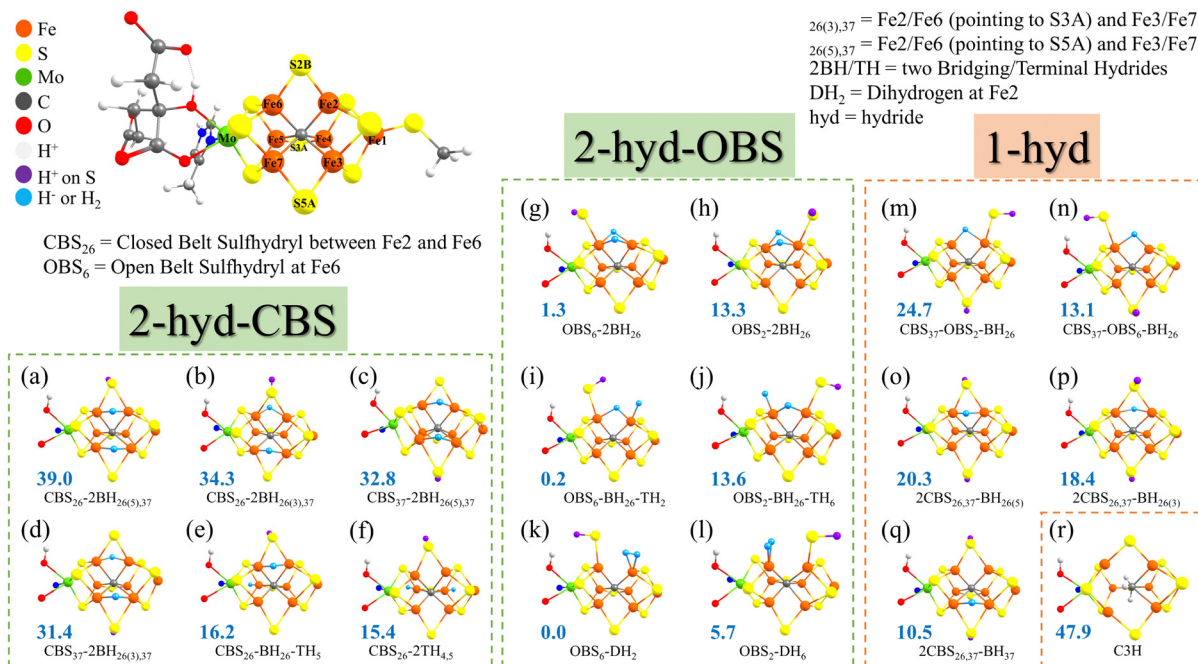 Fe
S
Mo
C
O
H⁺
H⁺ on S
H⁻ or H₂
S2B
Fe6
Fe2
Mo
Fe5
Fe4
Fe1
S3A
Fe7
Fe3
S5A
CBS₂₆ = Closed Belt Sulfhydryl between Fe2 and Fe6
OBS₆ = Open Belt Sulfhydryl at Fe6
₂₆₍₃₎,₃₇ = Fe2/Fe6 (pointing to S3A) and Fe3/Fe7
₂₆₍₅₎,₃₇ = Fe2/Fe6 (pointing to S5A) and Fe3/Fe7
2BH/TH = two Bridging/Terminal Hydrides
DH₂ = Dihydrogen at Fe2
hyd = hydride
2-hyd-CBS
(a) (b) (c)
39.0 34.3 32.8
CBS₂₆-2BH₂₆₍₅₎,₃₇ CBS₂₆-2BH₂₆₍₃₎,₃₇ CBS₃₇-2BH₂₆₍₅₎,₃₇
(d) (e) (f)
31.4 16.2 15.4
CBS₃₇-2BH₂₆₍₃₎,₃₇ CBS₂₆-BH₂₆-TH₅ CBS₂₆-2TH₄,₅
2-hyd-OBS
(g) (h)
1.3 13.3
OBS₆-2BH₂₆ OBS₂-2BH₂₆
(i) (j)
0.2 13.6
OBS₆-BH₂₆-TH₂ OBS₂-BH₂₆-TH₆
(k) (l)
0.0 5.7
OBS₆-DH₂ OBS₂-DH₆
1-hyd
(m) (n)
24.7 13.1
CBS₃₇-OBS₂-BH₂₆ CBS₃₇-OBS₆-BH₂₆
(o) (p)
20.3 18.4
2CBS₂₆,₃₇-BH₂₆₍₅₎ 2CBS₂₆,₃₇-BH₂₆₍₃₎
(q) (r)
10.5 47.9
2CBS₂₆,₃₇-BH₃₇ C3H